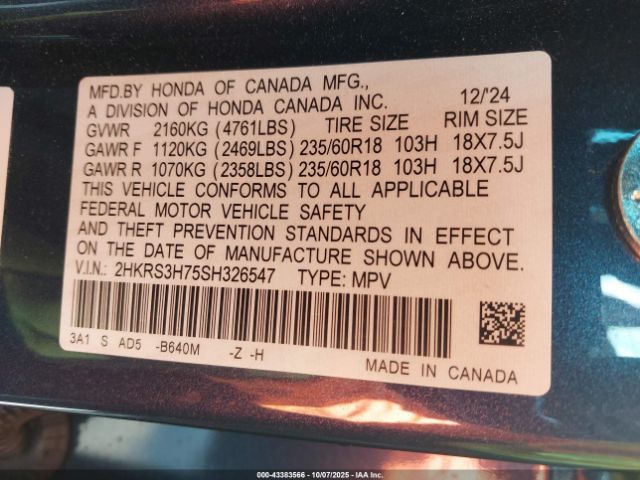 MFD.BY HONDA OF CANADA MFG.,
A DIVISION OF HONDA CANADA INC. 12/'24
GVWR 2160KG (4761LBS) TIRE SIZE RIM SIZE
GAWR F 1120KG (2469LBS) 235/60R18 103H 18X7.5J
GAWR R 1070KG (2358LBS) 235/60R18 103H 18X7.5J
THIS VEHICLE CONFORMS TO ALL APPLICABLE
FEDERAL MOTOR VEHICLE SAFETY
AND THEFT PREVENTION STANDARDS IN EFFECT
ON THE DATE OF MANUFACTURE SHOWN ABOVE.
V.I.N.: 2HKRS3H75SH326547 TYPE: MPV
3A1 S AD5 -B640M -Z -H
MADE IN CANADA
000-43383566 - 10/07/2025 - IAA Inc.